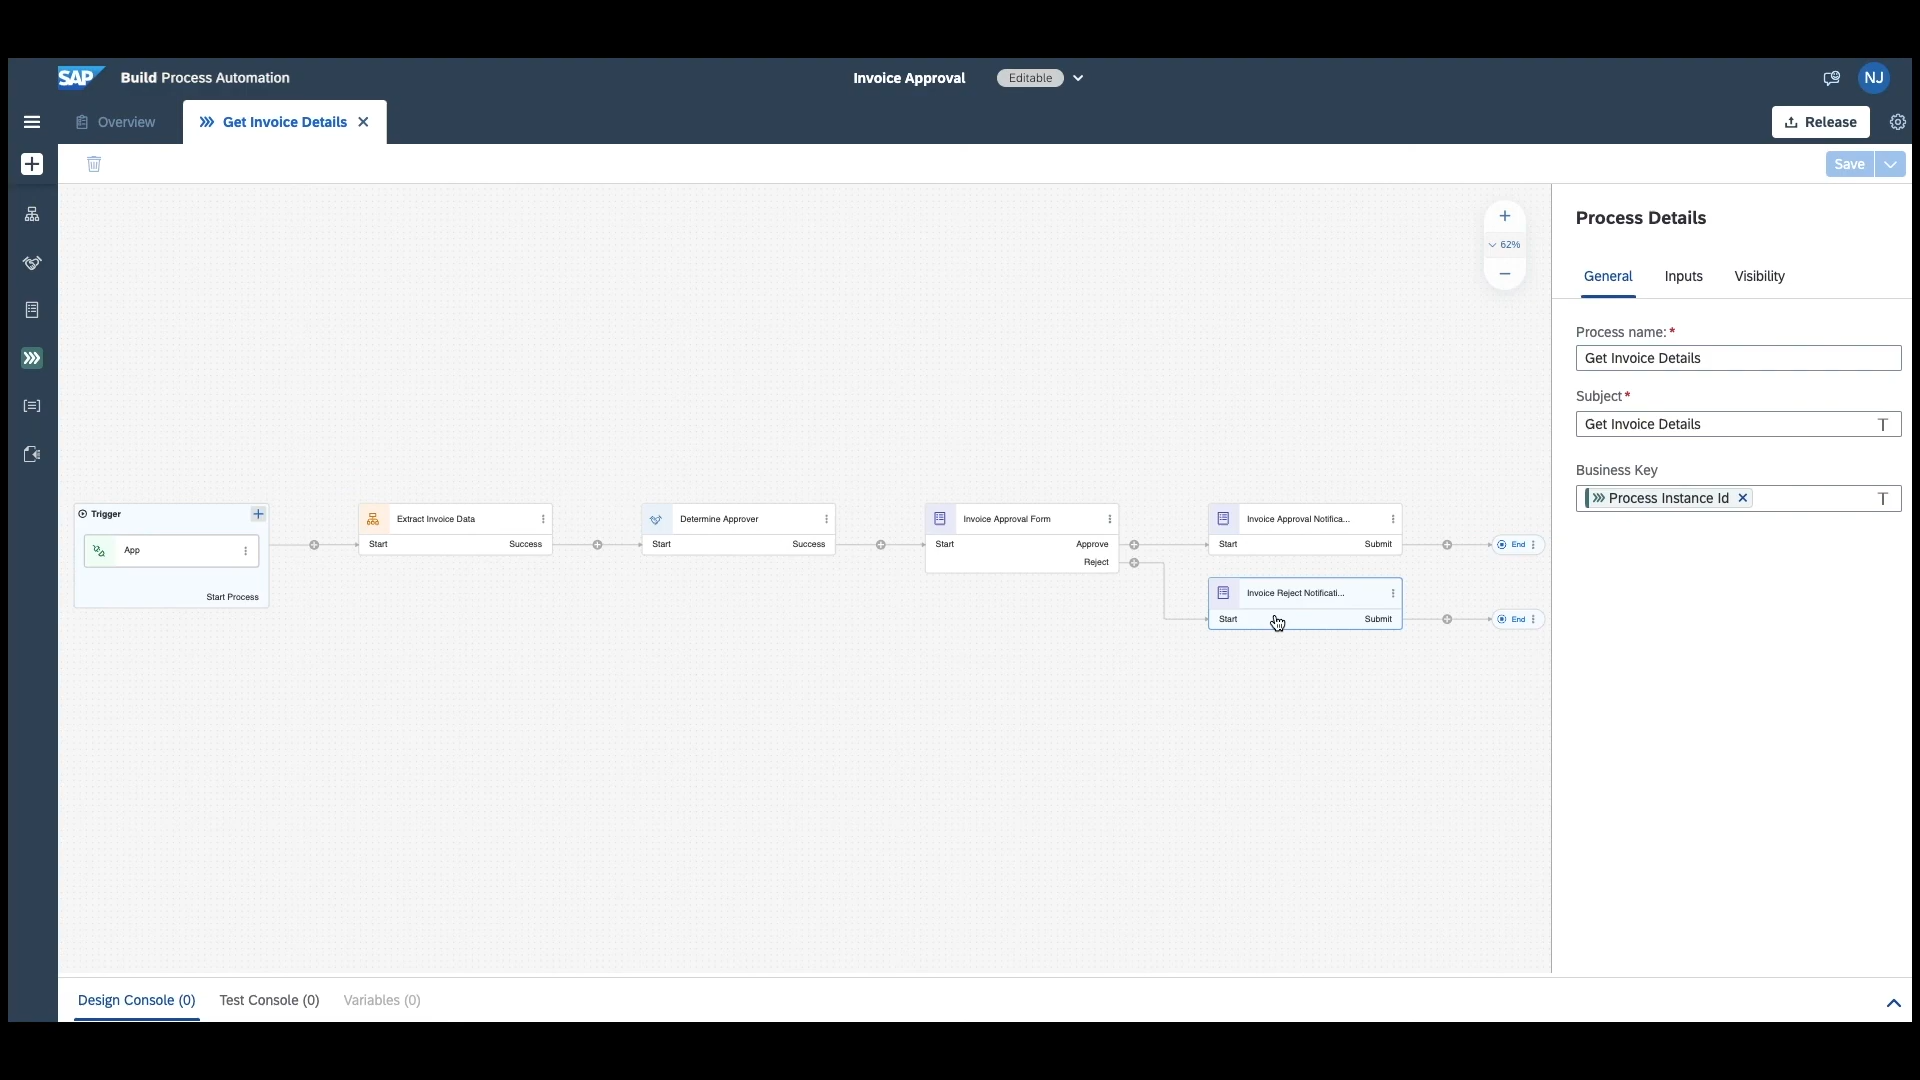 SAP Build Process Automation
Invoice Approval
Editable
NJ
Overview
Get Invoice Details
Release
Save
62%
Process Details
General
Inputs
Visibility
Process name:*
Get Invoice Details
Subject*
Get Invoice Details
Business Key
Process Instance Id
Trigger
App
Start Process
Extract Invoice Data
Start
Success
Determine Approver
Start
Success
Invoice Approval Form
Start
Approve
Reject
Invoice Approval Notifica...
Start
Submit
End
Invoice Reject Notificati...
Start
Submit
End
Design Console (0)
Test Console (0)
Variables (0)